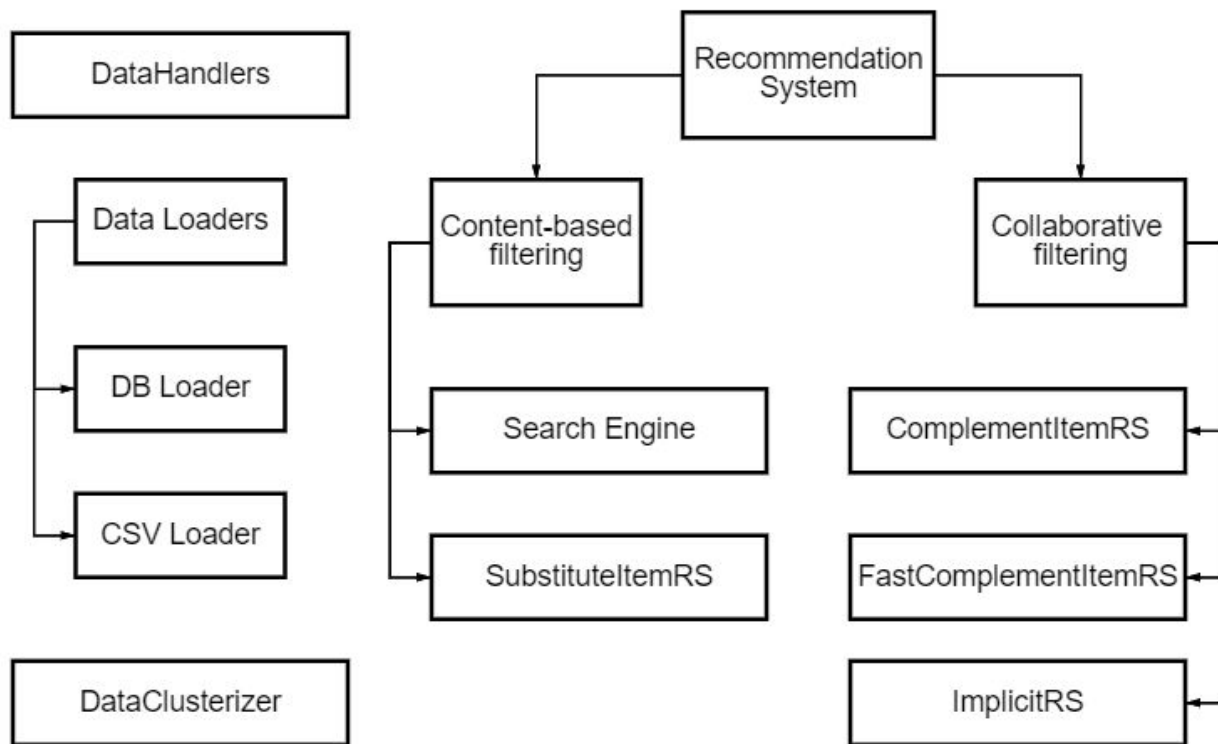 DataHandlers
Recommendation
System
Data Loaders
Content-based
filtering
Collaborative
filtering
DB Loader
Search Engine
ComplementItemRS
CSV Loader
SubstituteItemRS
FastComplementItemRS
DataClusterizer
ImplicitRS